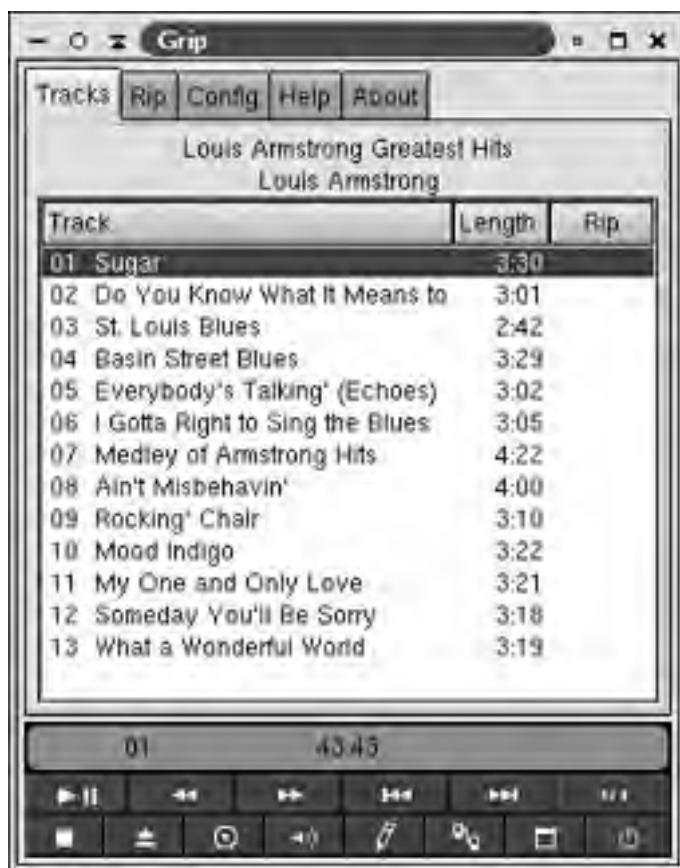 Grip
Tracks Rip Config Help About
Louis Armstrong Greatest Hits
Louis Armstrong
Track Length Rip
01 Sugar 3:30
02 Do You Know What It Means to 3:01
03 St. Louis Blues 2:42
04 Basin Street Blues 3:29
05 Everybody's Talking' (Echoes) 3:02
06 I Gotta Right to Sing the Blues 3:05
07 Medley of Armstrong Hits 4:22
08 Ain't Misbehavin' 4:00
09 Rocking' Chair 3:10
10 Mood Indigo 3:22
11 My One and Only Love 3:21
12 Someday You'll Be Sorry 3:18
13 What a Wonderful World 3:19
01 43:43